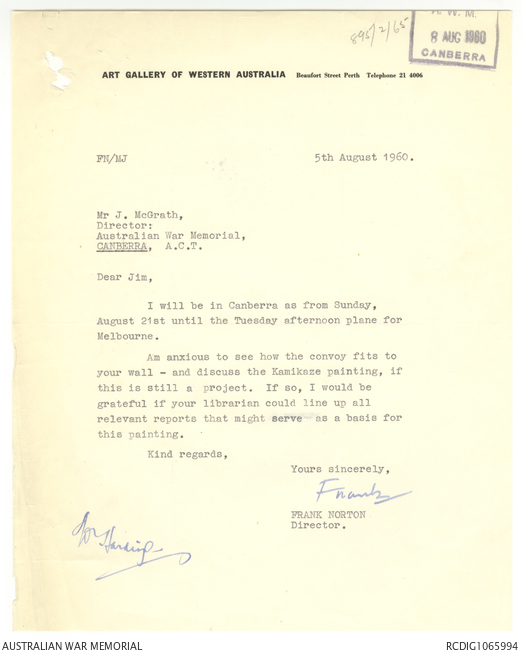 895/2/65
A. W. M.
8 AUG 1960
CANBERRA
ART GALLERY OF WESTERN AUSTRALIA Beaufort Street Perth Telephone 21 4006
FN/MJ 5th August 1960.
Mr J. McGrath,
Director:
Australian War Memorial,
CANBERRA, A.C.T.
Dear Jim,
I will be in Canberra as from Sunday,
August 21st until the Tuesday afternoon plane for
Melbourne.
Am anxious to see how the convoy fits to
your wall - and discuss the Kamikaze painting, if
this is still a project. If so, I would be
grateful if your librarian could line up all
relevant reports that might serve as a basis for
this painting.
Kind regards,
Yours sincerely,
Frank
FRANK NORTON
Director.
Mr Harding
AUSTRALIAN WAR MEMORIAL RCDIG1065994